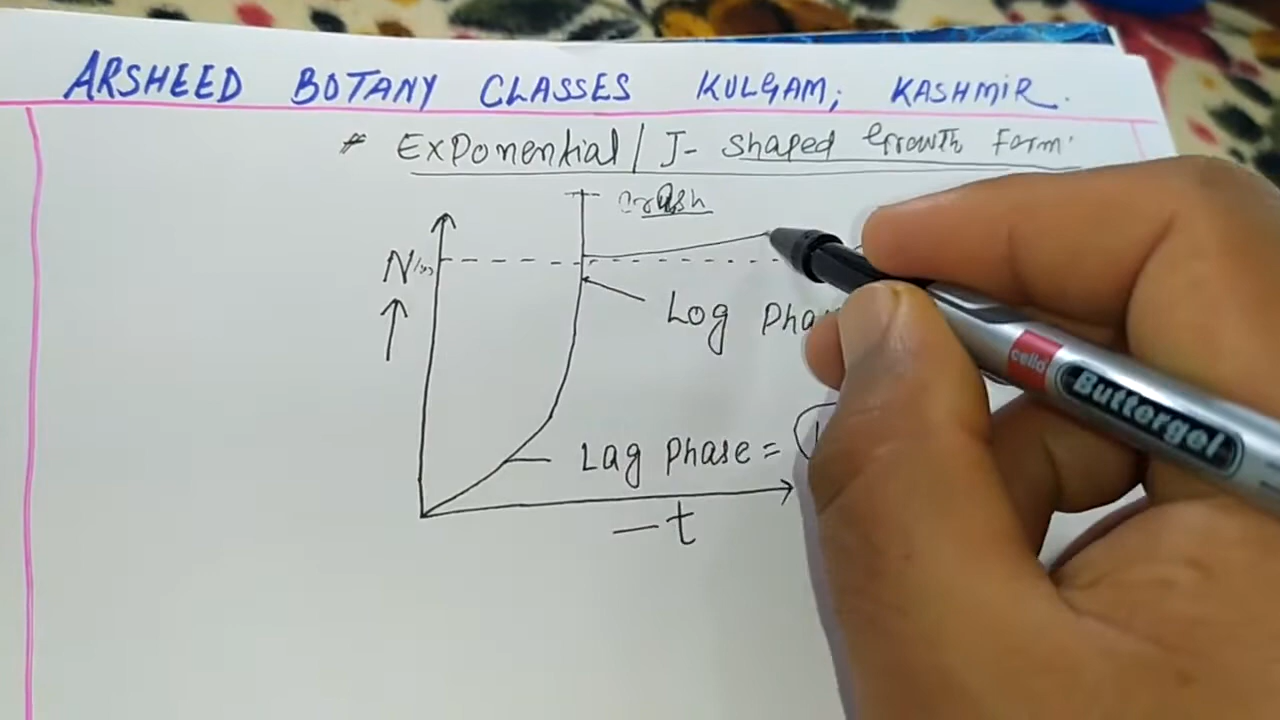 ARSHEED BOTANY CLASSES KULGAM; KASHMIR.
* Exponential / J- Shaped Growth Form.
Crash
N
Log Pha
Lag Phase =
cello
Buttergel
- t